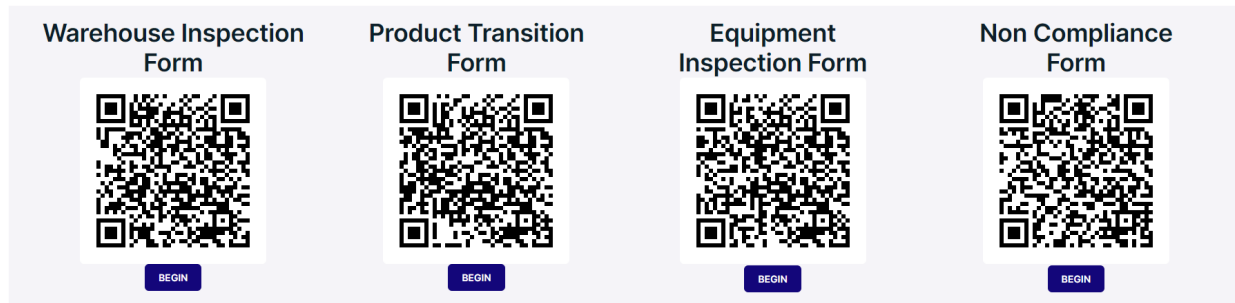 Warehouse Inspection
Form
BEGIN
Product Transition
Form
BEGIN
Equipment
Inspection Form
BEGIN
Non Compliance
Form
BEGIN